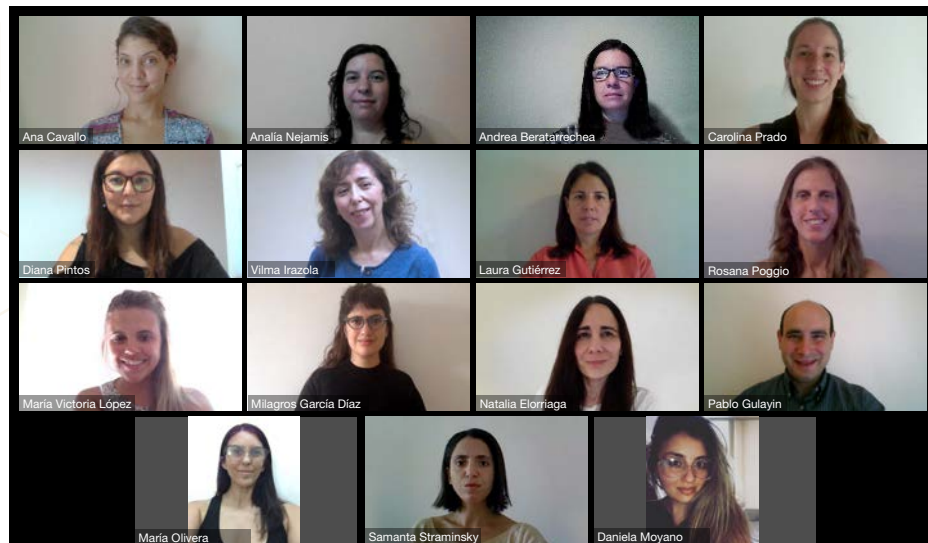 Ana Cavallo
Analía Nejamis
Andrea Beratarrechea
Carolina Prado
Diana Pintos
Vilma Irazola
Laura Gutiérrez
Rosana Poggio
María Victoria López
Milagros García Díaz
Natalia Elorriaga
Pablo Gulayin
María Olivera
Samanta Straminsky
Daniela Moyano